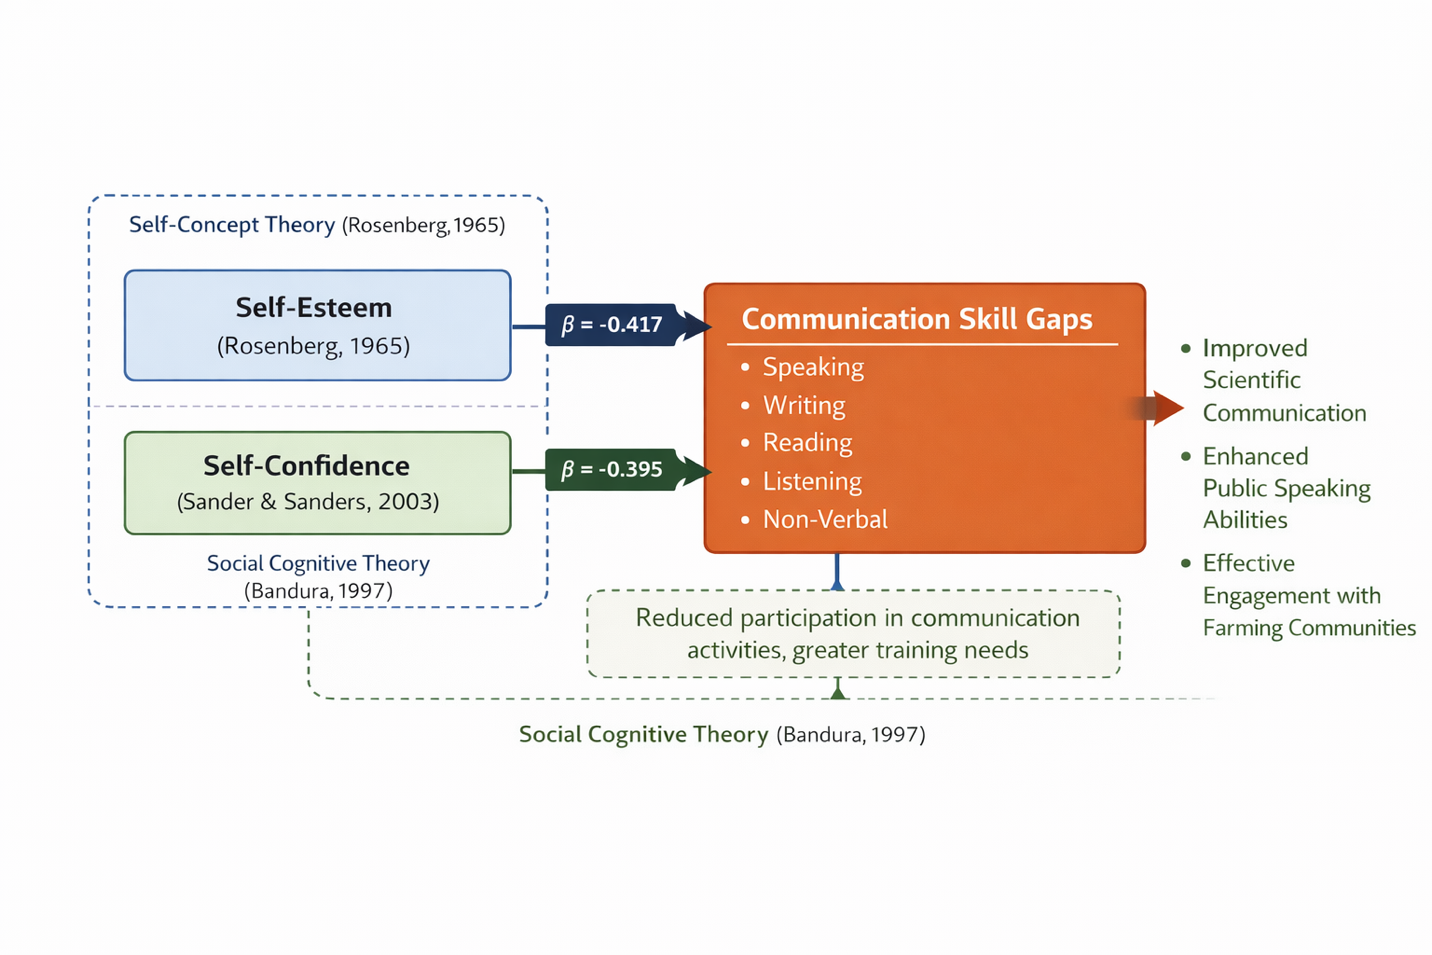 Self-Concept Theory (Rosenberg,1965)
Self-Esteem
(Rosenberg, 1965)
β = -0.417
Self-Confidence
(Sander & Sanders, 2003)
β = -0.395
Social Cognitive Theory
(Bandura, 1997)
Communication Skill Gaps
• Speaking
• Writing
• Reading
• Listening
• Non-Verbal
Reduced participation in communication
activities, greater training needs
Social Cognitive Theory (Bandura, 1997)
• Improved
Scientific
Communication
• Enhanced
Public Speaking
Abilities
• Effective
Engagement with
Farming Communities